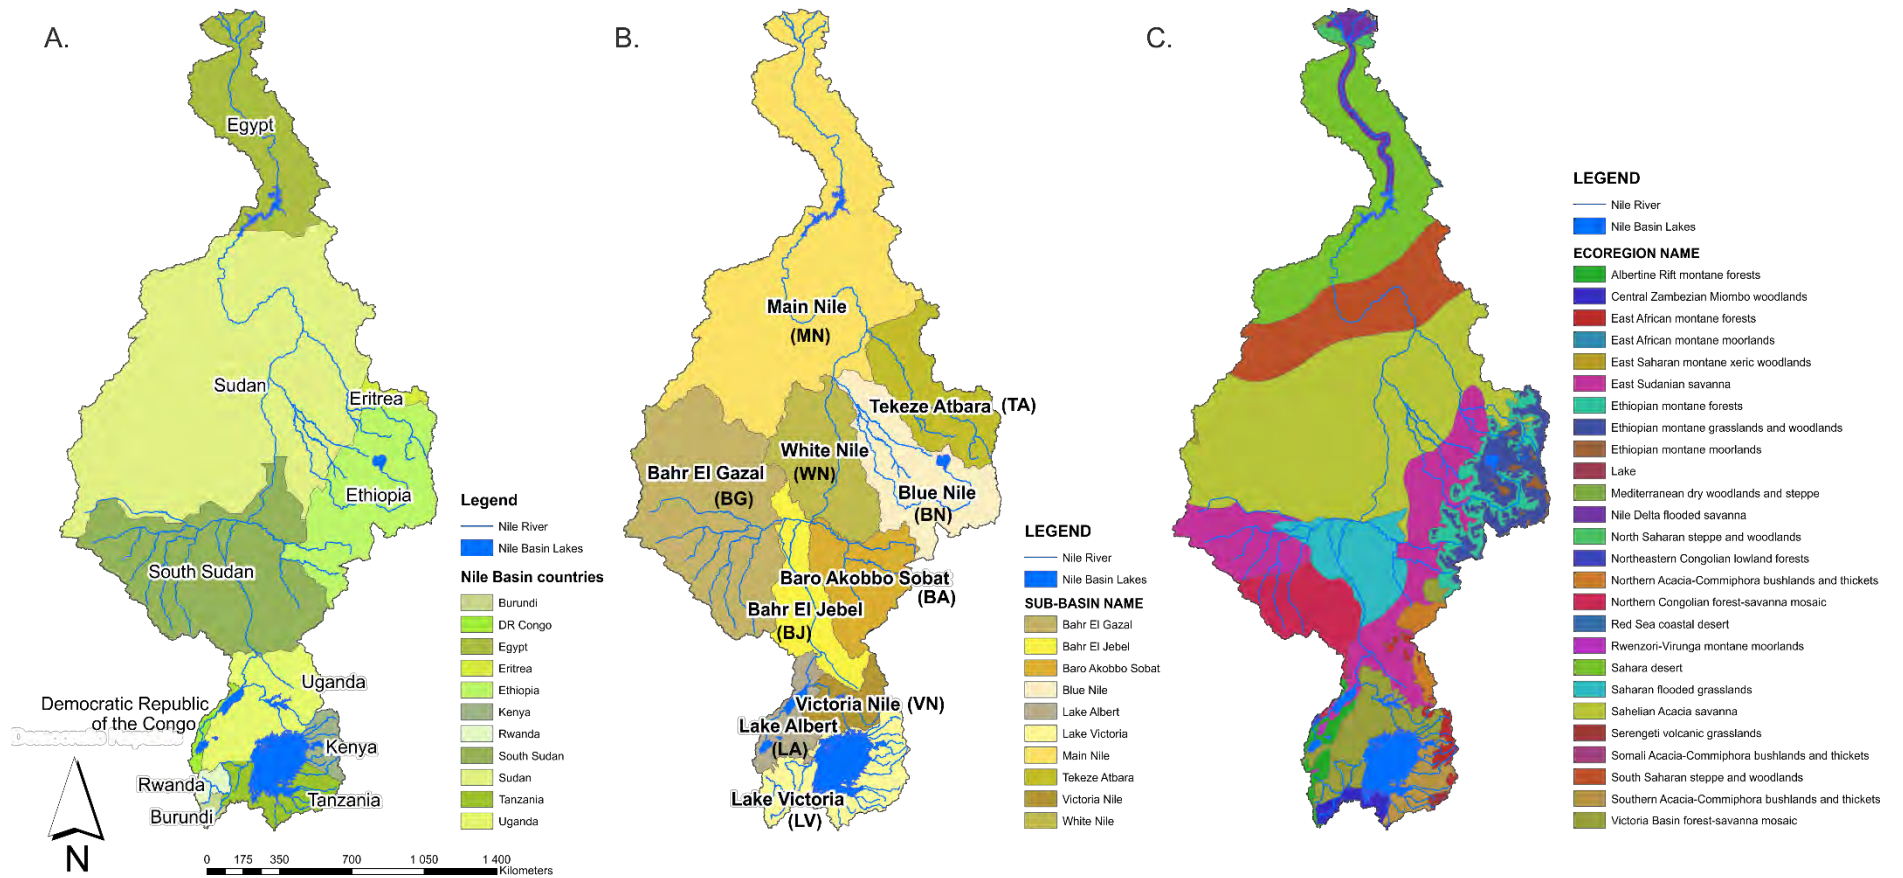 A.
Egypt
Sudan
Eritrea
Ethiopia
South Sudan
Uganda
Democratic Republic
of the Congo
Kenya
Rwanda
Tanzania
Burundi
N
0 175 350 700 1 050 1 400
Kilometers
Legend
Nile River
Nile Basin Lakes
Nile Basin countries
Burundi
DR Congo
Egypt
Eritrea
Ethiopia
Kenya
Rwanda
South Sudan
Sudan
Tanzania
Uganda
B.
Main Nile
(MN)
Tekeze Atbara (TA)
White Nile
(WN)
Bahr El Gazal
(BG)
Blue Nile
(BN)
Baro Akobbo Sobat
(BA)
Bahr El Jebel
(BJ)
Victoria Nile (VN)
Lake Albert
(LA)
Lake Victoria
(LV)
LEGEND
Nile River
Nile Basin Lakes
SUB-BASIN NAME
Bahr El Gazal
Bahr El Jebel
Baro Akobbo Sobat
Blue Nile
Lake Albert
Lake Victoria
Main Nile
Tekeze Atbara
Victoria Nile
White Nile
C.
LEGEND
Nile River
Nile Basin Lakes
ECOREGION NAME
Albertine Rift montane forests
Central Zambezian Miombo woodlands
East African montane forests
East African montane moorlands
East Saharan montane xeric woodlands
East Sudanian savanna
Ethiopian montane forests
Ethiopian montane grasslands and woodlands
Ethiopian montane moorlands
Lake
Mediterranean dry woodlands and steppe
Nile Delta flooded savanna
North Saharan steppe and woodlands
Northeastern Congolian lowland forests
Northern Acacia-Commiphora bushlands and thickets
Northern Congolian forest-savanna mosaic
Red Sea coastal desert
Rwenzori-Virunga montane moorlands
Sahara desert
Saharan flooded grasslands
Sahelian Acacia savanna
Serengeti volcanic grasslands
Somali Acacia-Commiphora bushlands and thickets
South Saharan steppe and woodlands
Southern Acacia-Commiphora bushlands and thickets
Victoria Basin forest-savanna mosaic